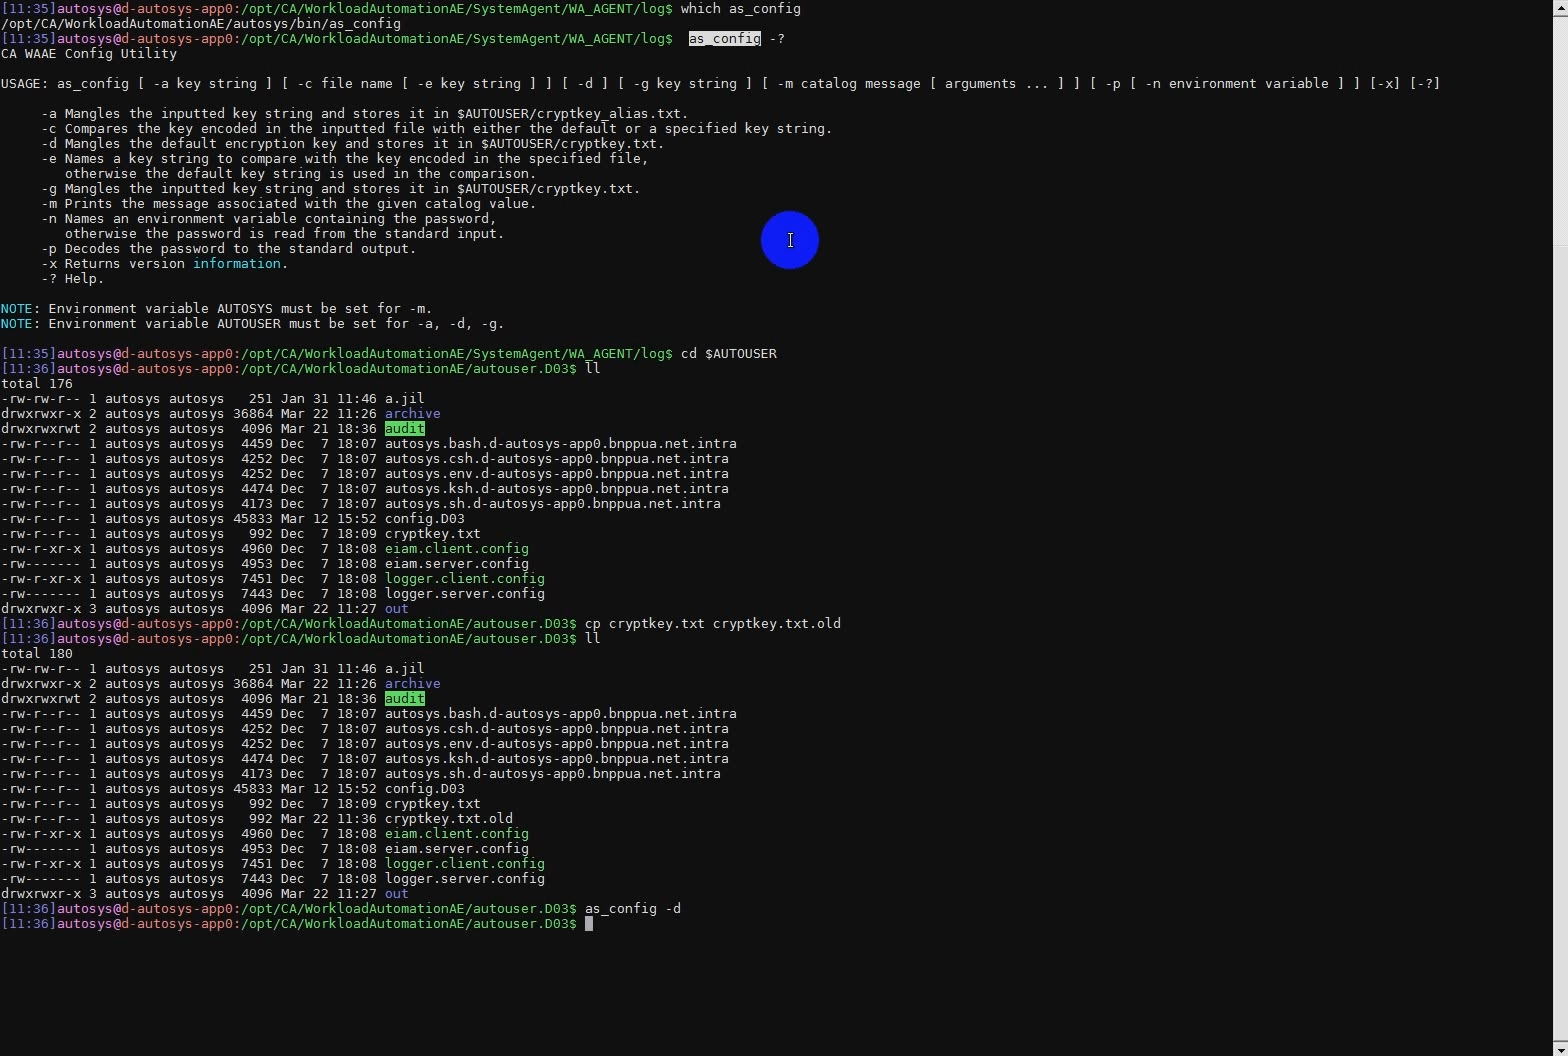 [11:35]autosys@d-autosys-app0:/opt/CA/WorkloadAutomationAE/SystemAgent/WA_AGENT/log$ which as_config
/opt/CA/WorkloadAutomationAE/autosys/bin/as_config
[11:35]autosys@d-autosys-app0:/opt/CA/WorkloadAutomationAE/SystemAgent/WA_AGENT/log$  as_config -?
CA WAAE Config Utility
USAGE: as_config [ -a key string ] [ -c file name [ -e key string ] ] [ -d ] [ -g key string ] [ -m catalog message [ arguments ... ] ] [ -p [ -n environment variable ] ] [-x] [-?]
-a Mangles the inputted key string and stores it in $AUTOUSER/cryptkey_alias.txt.
-c Compares the key encoded in the inputted file with either the default or a specified key string.
-d Mangles the default encryption key and stores it in $AUTOUSER/cryptkey.txt.
-e Names a key string to compare with the key encoded in the specified file,
otherwise the default key string is used in the comparison.
-g Mangles the inputted key string and stores it in $AUTOUSER/cryptkey.txt.
-m Prints the message associated with the given catalog value.
-n Names an environment variable containing the password,
otherwise the password is read from the standard input.
-p Decodes the password to the standard output.
-x Returns version information.
-? Help.
NOTE: Environment variable AUTOSYS must be set for -m.
NOTE: Environment variable AUTOUSER must be set for -a, -d, -g.
[11:35]autosys@d-autosys-app0:/opt/CA/WorkloadAutomationAE/SystemAgent/WA_AGENT/log$ cd $AUTOUSER
[11:36]autosys@d-autosys-app0:/opt/CA/WorkloadAutomationAE/autouser.D03$ ll
total 176
-rw-rw-r-- 1 autosys autosys   251 Jan 31 11:46 a.jil
drwxrwxr-x 2 autosys autosys 36864 Mar 22 11:26 archive
drwxrwxrwt 2 autosys autosys  4096 Mar 21 18:36 audit
-rw-r--r-- 1 autosys autosys  4459 Dec  7 18:07 autosys.bash.d-autosys-app0.bnppua.net.intra
-rw-r--r-- 1 autosys autosys  4252 Dec  7 18:07 autosys.csh.d-autosys-app0.bnppua.net.intra
-rw-r--r-- 1 autosys autosys  4252 Dec  7 18:07 autosys.env.d-autosys-app0.bnppua.net.intra
-rw-r--r-- 1 autosys autosys  4474 Dec  7 18:07 autosys.ksh.d-autosys-app0.bnppua.net.intra
-rw-r--r-- 1 autosys autosys  4173 Dec  7 18:07 autosys.sh.d-autosys-app0.bnppua.net.intra
-rw-r--r-- 1 autosys autosys 45833 Mar 12 15:52 config.D03
-rw-r--r-- 1 autosys autosys   992 Dec  7 18:09 cryptkey.txt
-rw-r-xr-x 1 autosys autosys  4960 Dec  7 18:08 eiam.client.config
-rw------- 1 autosys autosys  4953 Dec  7 18:08 eiam.server.config
-rw-r-xr-x 1 autosys autosys  7451 Dec  7 18:08 logger.client.config
-rw------- 1 autosys autosys  7443 Dec  7 18:08 logger.server.config
drwxrwxr-x 3 autosys autosys  4096 Mar 22 11:27 out
[11:36]autosys@d-autosys-app0:/opt/CA/WorkloadAutomationAE/autouser.D03$ cp cryptkey.txt cryptkey.txt.old
[11:36]autosys@d-autosys-app0:/opt/CA/WorkloadAutomationAE/autouser.D03$ ll
total 180
-rw-rw-r-- 1 autosys autosys   251 Jan 31 11:46 a.jil
drwxrwxr-x 2 autosys autosys 36864 Mar 22 11:26 archive
drwxrwxrwt 2 autosys autosys  4096 Mar 21 18:36 audit
-rw-r--r-- 1 autosys autosys  4459 Dec  7 18:07 autosys.bash.d-autosys-app0.bnppua.net.intra
-rw-r--r-- 1 autosys autosys  4252 Dec  7 18:07 autosys.csh.d-autosys-app0.bnppua.net.intra
-rw-r--r-- 1 autosys autosys  4252 Dec  7 18:07 autosys.env.d-autosys-app0.bnppua.net.intra
-rw-r--r-- 1 autosys autosys  4474 Dec  7 18:07 autosys.ksh.d-autosys-app0.bnppua.net.intra
-rw-r--r-- 1 autosys autosys  4173 Dec  7 18:07 autosys.sh.d-autosys-app0.bnppua.net.intra
-rw-r--r-- 1 autosys autosys 45833 Mar 12 15:52 config.D03
-rw-r--r-- 1 autosys autosys   992 Dec  7 18:09 cryptkey.txt
-rw-r--r-- 1 autosys autosys   992 Mar 22 11:36 cryptkey.txt.old
-rw-r-xr-x 1 autosys autosys  4960 Dec  7 18:08 eiam.client.config
-rw------- 1 autosys autosys  4953 Dec  7 18:08 eiam.server.config
-rw-r-xr-x 1 autosys autosys  7451 Dec  7 18:08 logger.client.config
-rw------- 1 autosys autosys  7443 Dec  7 18:08 logger.server.config
drwxrwxr-x 3 autosys autosys  4096 Mar 22 11:27 out
[11:36]autosys@d-autosys-app0:/opt/CA/WorkloadAutomationAE/autouser.D03$ as_config -d
[11:36]autosys@d-autosys-app0:/opt/CA/WorkloadAutomationAE/autouser.D03$